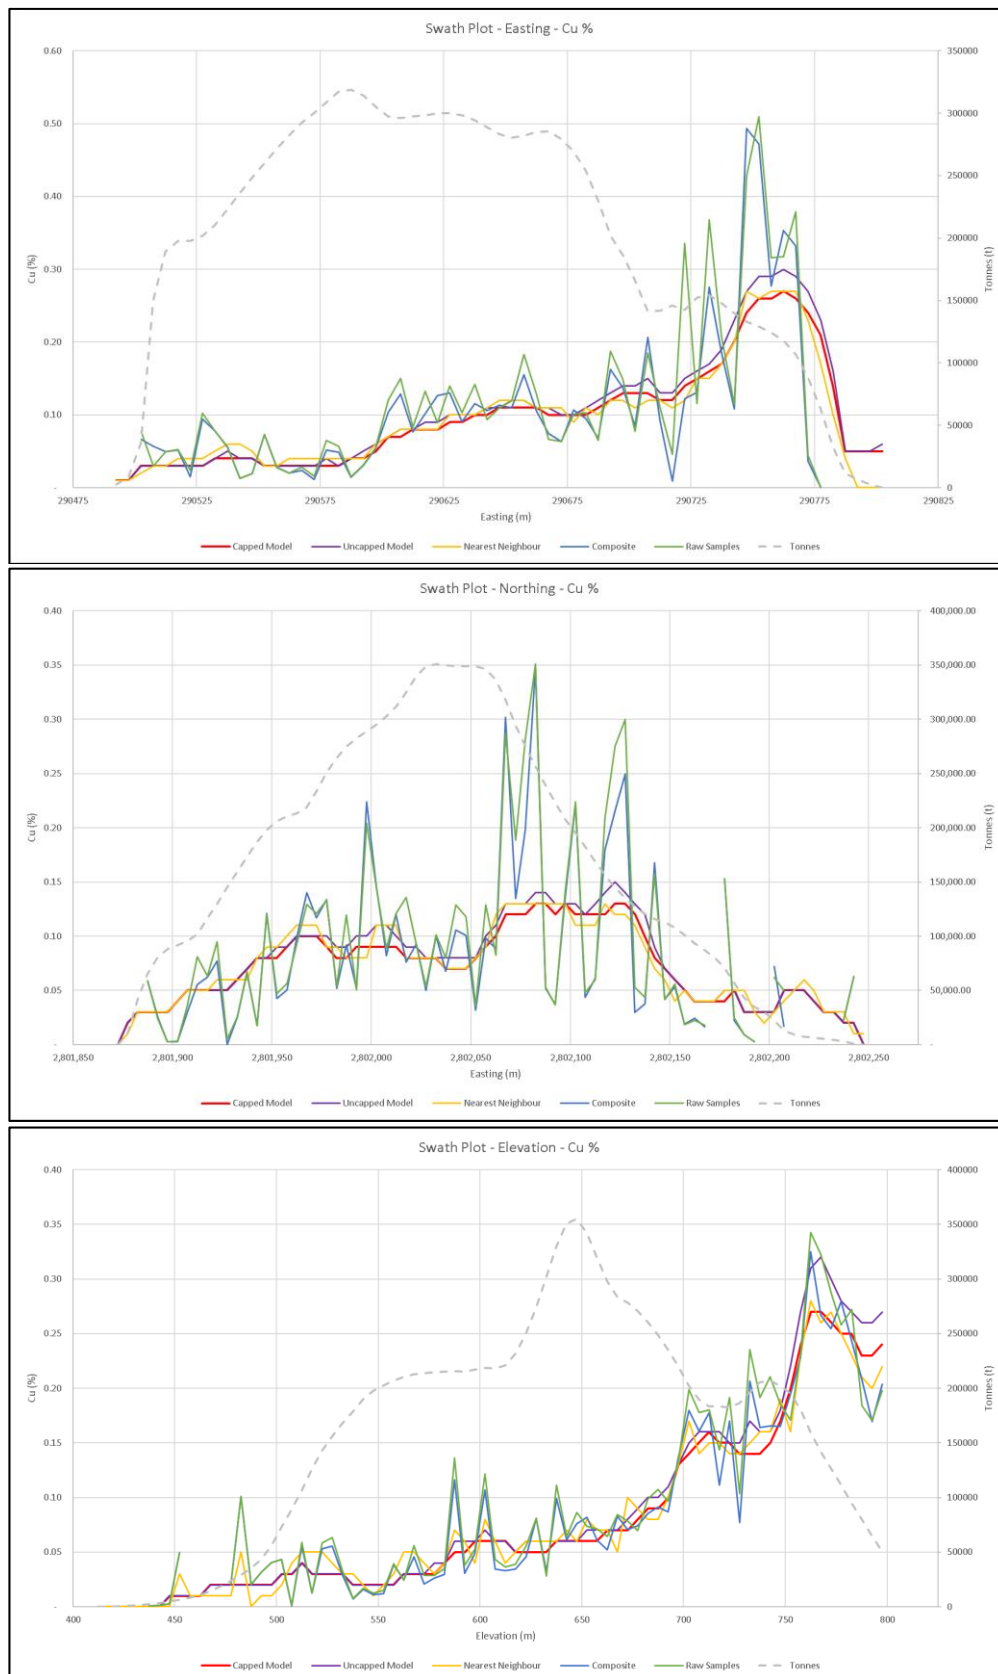 Swath Plot - Easting - Cu %
0.60
0.50
0.40
0.30
0.20
0.10
-
Cu (%)
350000
300000
250000
200000
150000
100000
50000
0
Tonnes (t)
290475 290525 290575 290625 290675 290725 290775 290825
Easting (m)
Capped Model Uncapped Model Nearest Neighbour Composite Raw Samples Tonnes
Swath Plot - Northing - Cu %
0.40
0.35
0.30
0.25
0.20
0.15
0.10
0.05
-
Cu (%)
400,000.00
350,000.00
300,000.00
250,000.00
200,000.00
150,000.00
100,000.00
50,000.00
-
Tonnes (t)
2,801,850 2,801,900 2,801,950 2,802,000 2,802,050 2,802,100 2,802,150 2,802,200 2,802,250
Easting (m)
Capped Model Uncapped Model Nearest Neighbour Composite Raw Samples Tonnes
Swath Plot - Elevation - Cu %
0.40
0.35
0.30
0.25
0.20
0.15
0.10
0.05
-
Cu (%)
400000
350000
300000
250000
200000
150000
100000
50000
0
Tonnes (t)
400 450 500 550 600 650 700 750 800
Elevation (m)
Capped Model Uncapped Model Nearest Neighbour Composite Raw Samples Tonnes